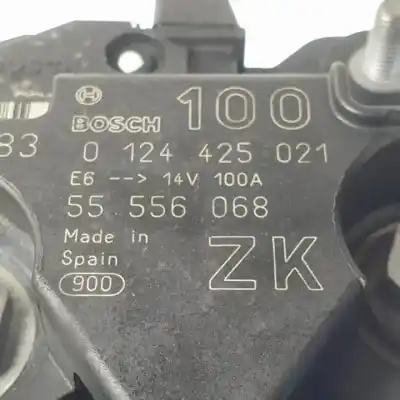 BOSCH 100
83 0 124 425 021
E6 --> 14V 100A
55 556 068
Made in
Spain ZK
900